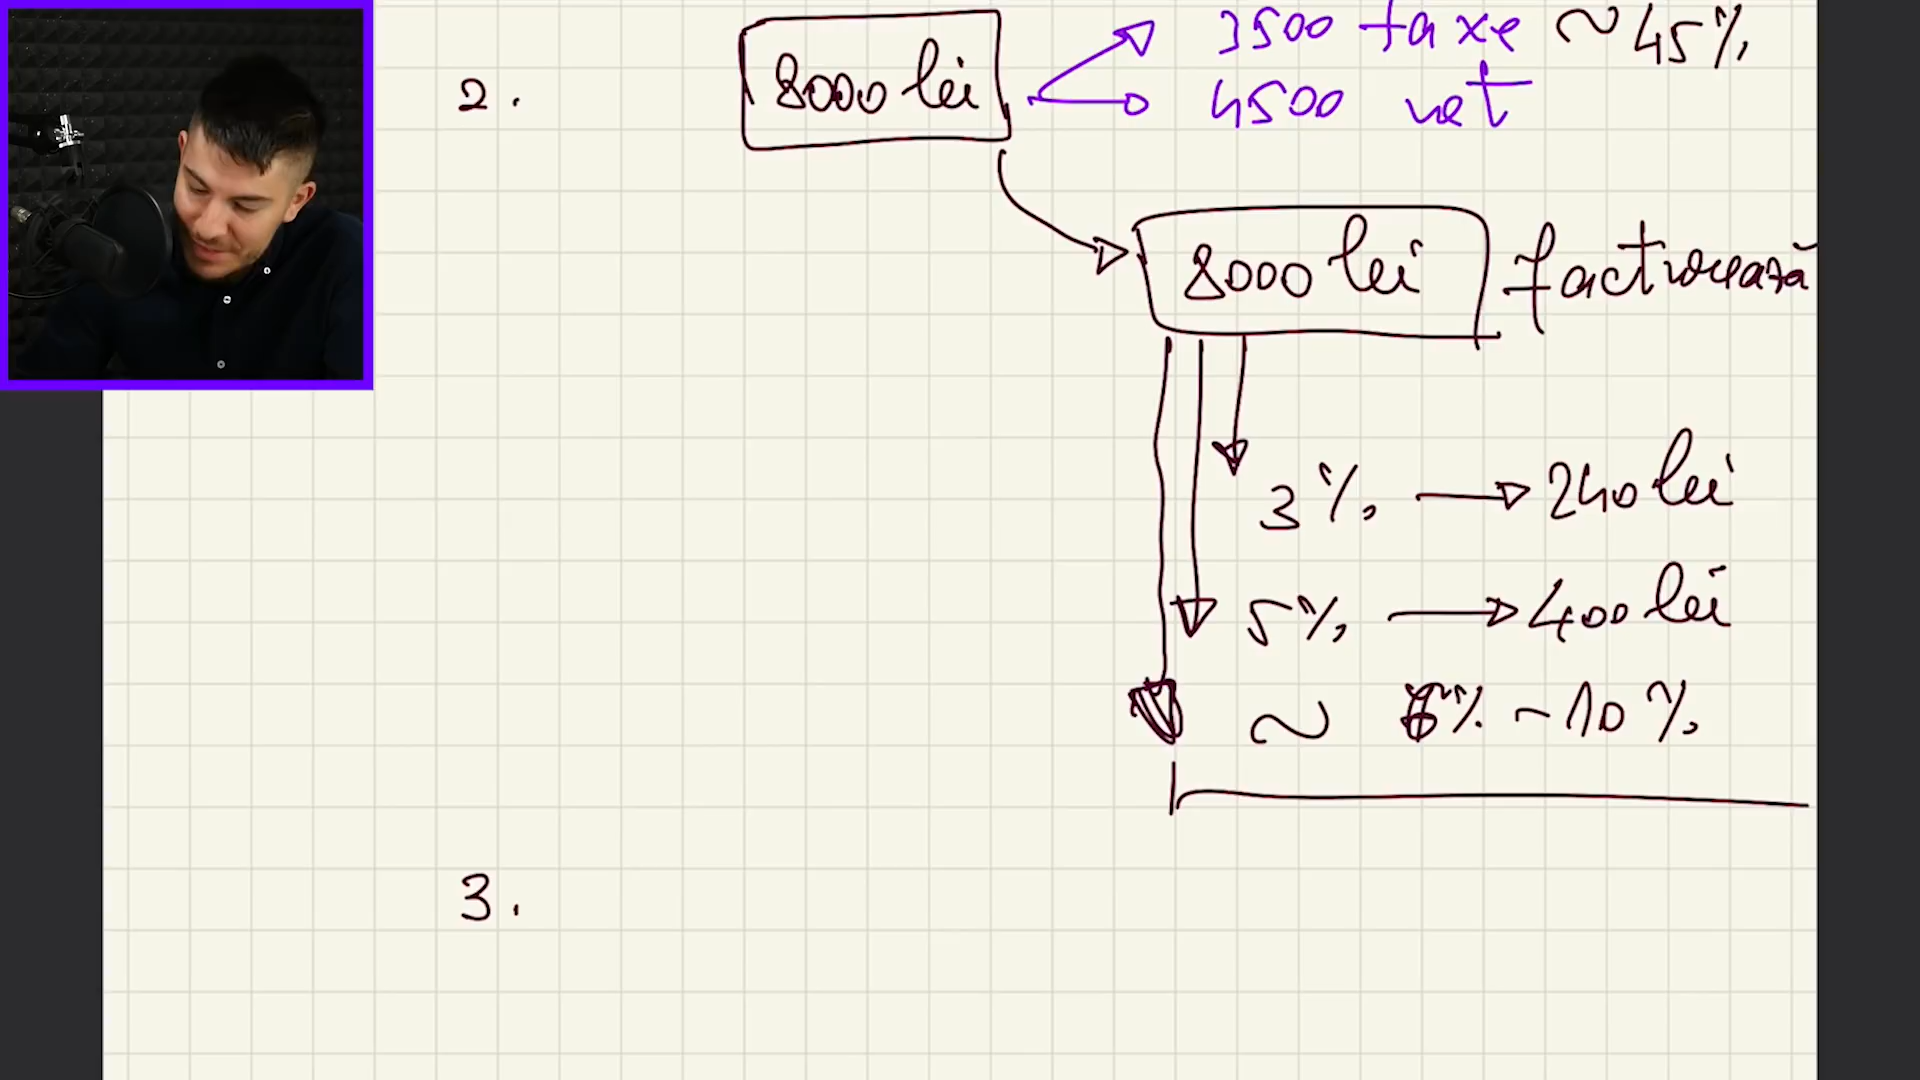 3500 taxe ~ 45%
2. 8000 lei 4500 net
8000 lei facturează
3% → 240 lei
5% → 400 lei
~ 6% - 10%
3.